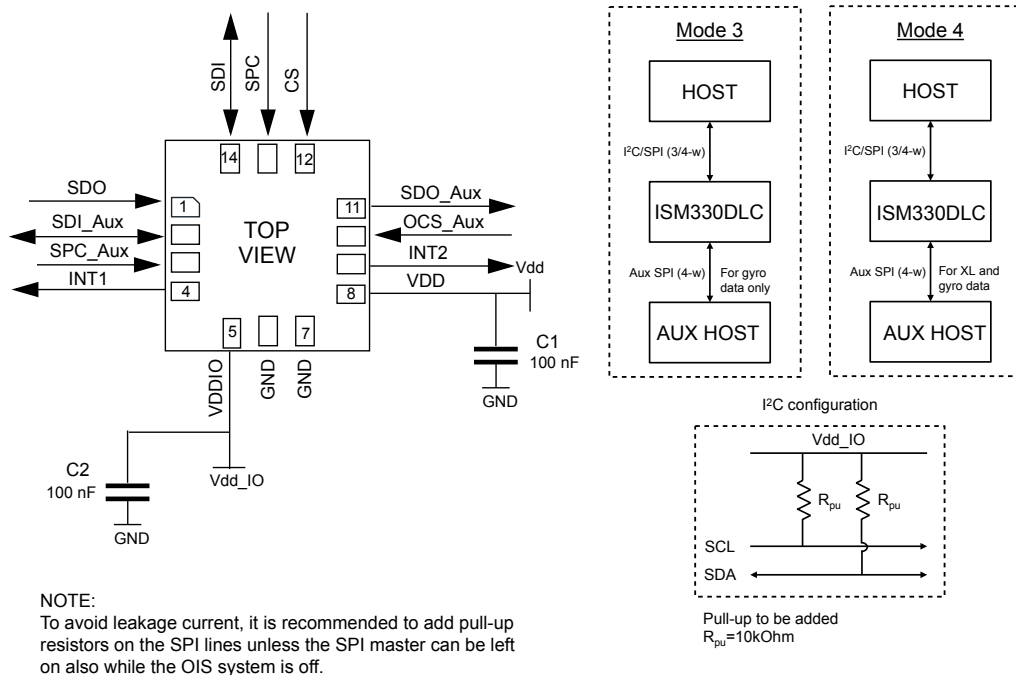 SDI
SPC
CS
14
12
SDO
1
SDI_Aux
SPC_Aux
INT1
4
TOP
VIEW
11
SDO_Aux
OCS_Aux
INT2
Vdd
VDD
8
5
7
VDDIO
GND
GND
C1
100 nF
GND
C2
100 nF
GND
Vdd_IO
NOTE:
To avoid leakage current, it is recommended to add pull-up
resistors on the SPI lines unless the SPI master can be left
on also while the OIS system is off.
Mode 3
HOST
I²C/SPI (3/4-w)
ISM330DLC
Aux SPI (4-w)
For gyro
data only
AUX HOST
Mode 4
HOST
I²C/SPI (3/4-w)
ISM330DLC
Aux SPI (4-w)
For XL and
gyro data
AUX HOST
I²C configuration
Vdd_IO
Rpu
Rpu
SCL
SDA
Pull-up to be added
Rpu=10kOhm